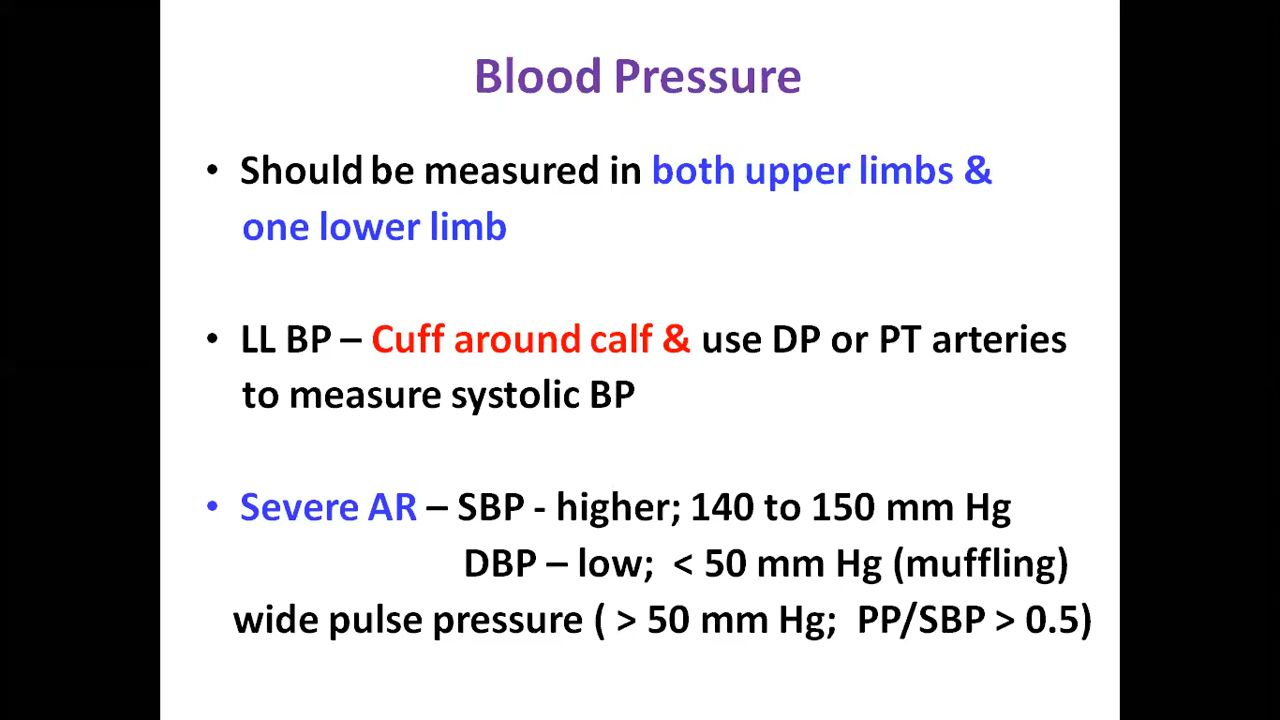 Blood Pressure
• Should be measured in both upper limbs &
one lower limb
• LL BP – Cuff around calf & use DP or PT arteries
to measure systolic BP
• Severe AR – SBP - higher; 140 to 150 mm Hg
DBP – low; < 50 mm Hg (muffling)
wide pulse pressure ( > 50 mm Hg; PP/SBP > 0.5)